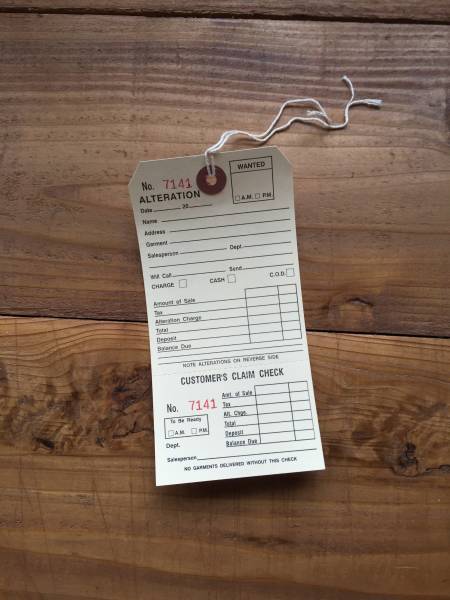 No. 7141
WANTED
ALTERATION
A.M. P.M.
Date 20
Name
Address
Garment
Salesperson Dept.
Will Call Send
CHARGE CASH C.O.D.
Amount of Sale
Tax
Alteration Charge
Total
Deposit
Balance Due
NOTE ALTERATIONS ON REVERSE SIDE
CUSTOMER'S CLAIM CHECK
No. 7141
Amt. of Sale
Tax
Alt. Chgs.
Total
Deposit
Balance Due
To Be Ready
A.M. P.M.
Dept.
Salesperson
NO GARMENTS DELIVERED WITHOUT THIS CHECK